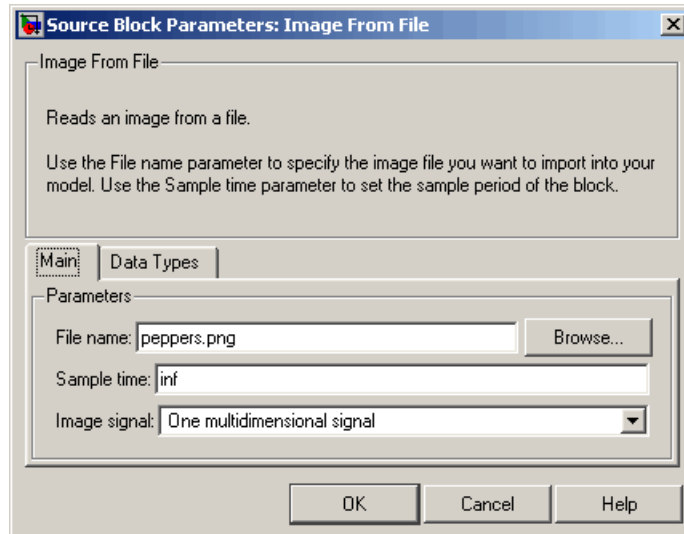 Source Block Parameters: Image From File
Image From File
Reads an image from a file.
Use the File name parameter to specify the image file you want to import into your
model. Use the Sample time parameter to set the sample period of the block.
Main Data Types
Parameters
File name: peppers.png Browse...
Sample time: inf
Image signal: One multidimensional signal
OK Cancel Help